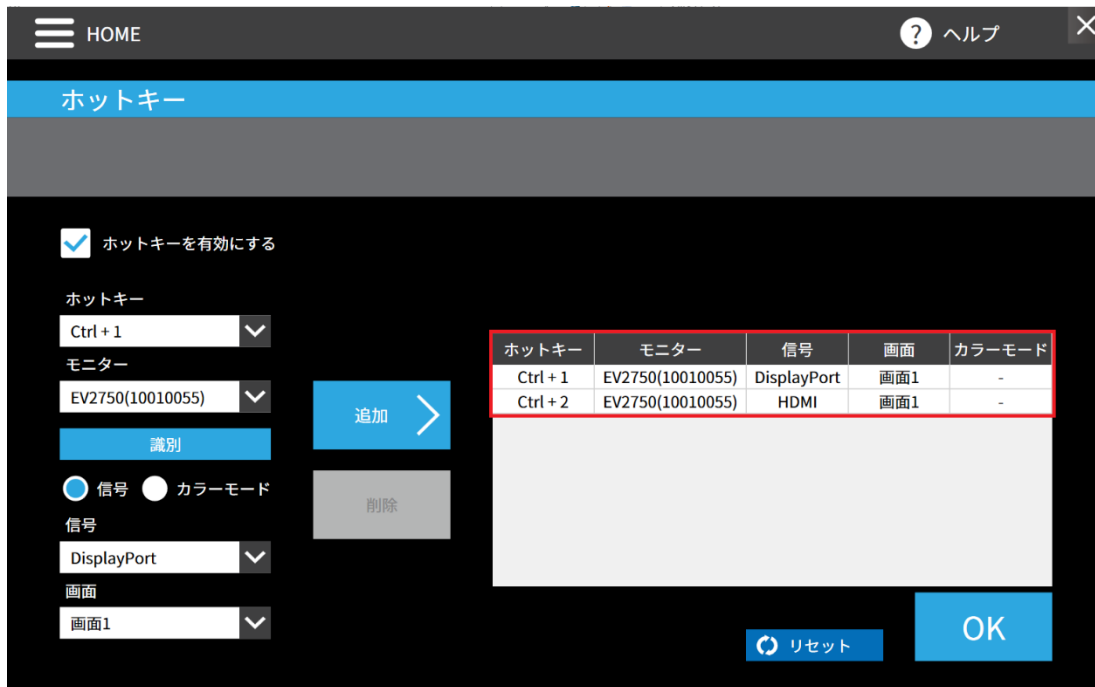 HOME
? ヘルプ
ホットキー
ホットキーを有効にする
ホットキー
Ctrl + 1
モニター
EV2750(10010055)
識別
信号 カラーモード
信号
DisplayPort
画面
画面1
追加
削除
ホットキー モニター 信号 画面 カラーモード
Ctrl + 1 EV2750(10010055) DisplayPort 画面1 -
Ctrl + 2 EV2750(10010055) HDMI 画面1 -
リセット
OK